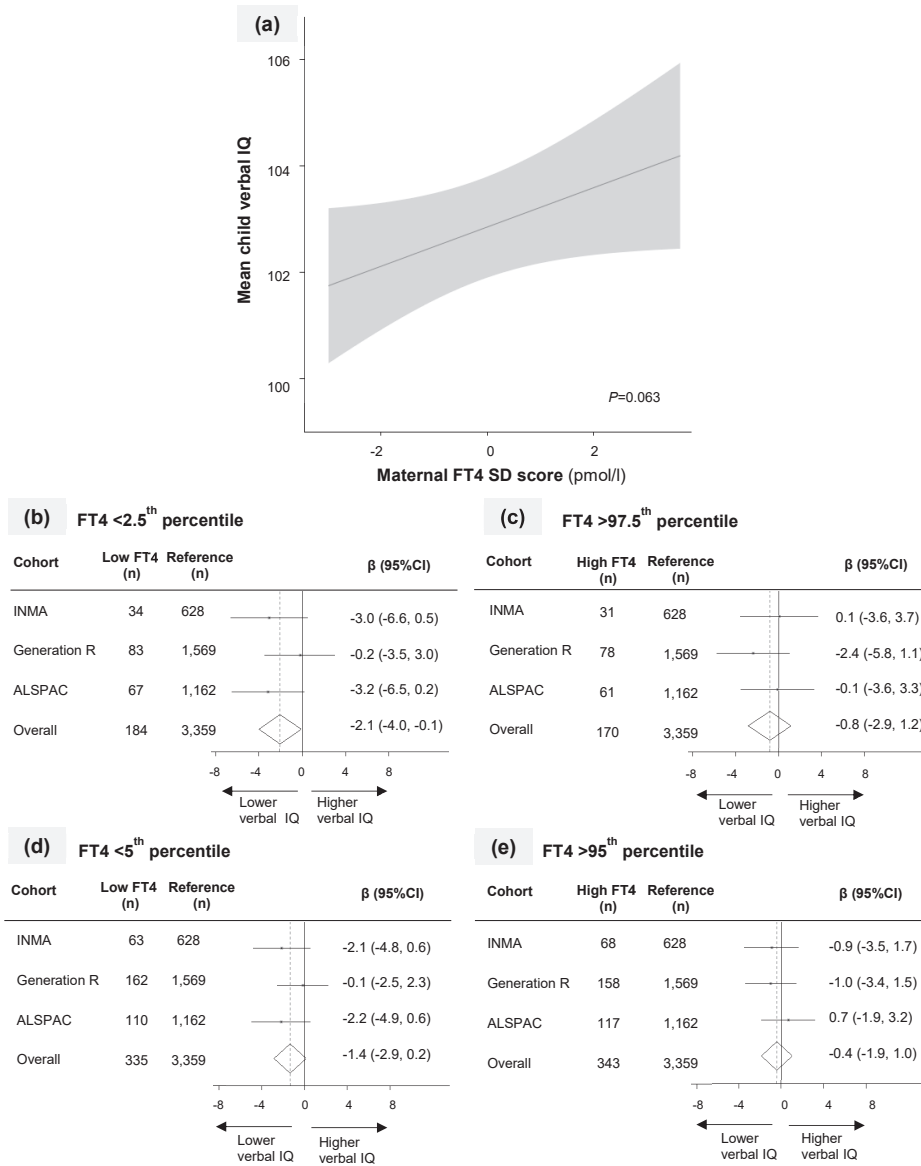 (a)
106
104
102
100
Mean child verbal IQ
P=0.063
-2 0 2
Maternal FT4 SD score (pmol/l)
(b) FT4 <2.5th percentile
Cohort Low FT4 (n) Reference (n) β (95%CI)
INMA 34 628 -3.0 (-6.6, 0.5)
Generation R 83 1,569 -0.2 (-3.5, 3.0)
ALSPAC 67 1,162 -3.2 (-6.5, 0.2)
Overall 184 3,359 -2.1 (-4.0, -0.1)
-8 -4 0 4 8
Lower verbal IQ Higher verbal IQ
(c) FT4 >97.5th percentile
Cohort High FT4 (n) Reference (n) β (95%CI)
INMA 31 628 0.1 (-3.6, 3.7)
Generation R 78 1,569 -2.4 (-5.8, 1.1)
ALSPAC 61 1,162 -0.1 (-3.6, 3.3)
Overall 170 3,359 -0.8 (-2.9, 1.2)
-8 -4 0 4 8
Lower verbal IQ Higher verbal IQ
(d) FT4 <5th percentile
Cohort Low FT4 (n) Reference (n) β (95%CI)
INMA 63 628 -2.1 (-4.8, 0.6)
Generation R 162 1,569 -0.1 (-2.5, 2.3)
ALSPAC 110 1,162 -2.2 (-4.9, 0.6)
Overall 335 3,359 -1.4 (-2.9, 0.2)
-8 -4 0 4 8
Lower verbal IQ Higher verbal IQ
(e) FT4 >95th percentile
Cohort High FT4 (n) Reference (n) β (95%CI)
INMA 68 628 -0.9 (-3.5, 1.7)
Generation R 158 1,569 -1.0 (-3.4, 1.5)
ALSPAC 117 1,162 0.7 (-1.9, 3.2)
Overall 343 3,359 -0.4 (-1.9, 1.0)
-8 -4 0 4 8
Lower verbal IQ Higher verbal IQ